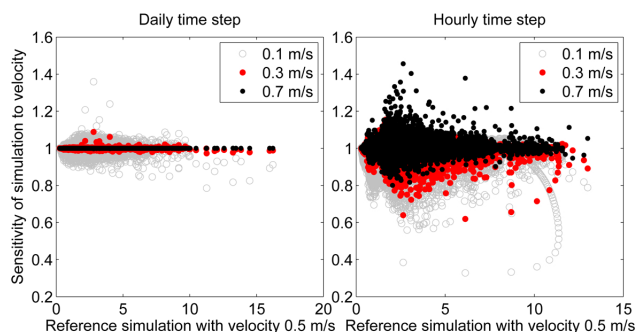 Daily time step
Hourly time step
Sensitivity of simulation to velocity
1.6
1.4
1.2
1
0.8
0.6
0.4
0.2
0.1 m/s
0.3 m/s
0.7 m/s
0
5
10
15
20
Reference simulation with velocity 0.5 m/s
1.6
1.4
1.2
1
0.8
0.6
0.4
0.2
0.1 m/s
0.3 m/s
0.7 m/s
0
5
10
15
Reference simulation with velocity 0.5 m/s